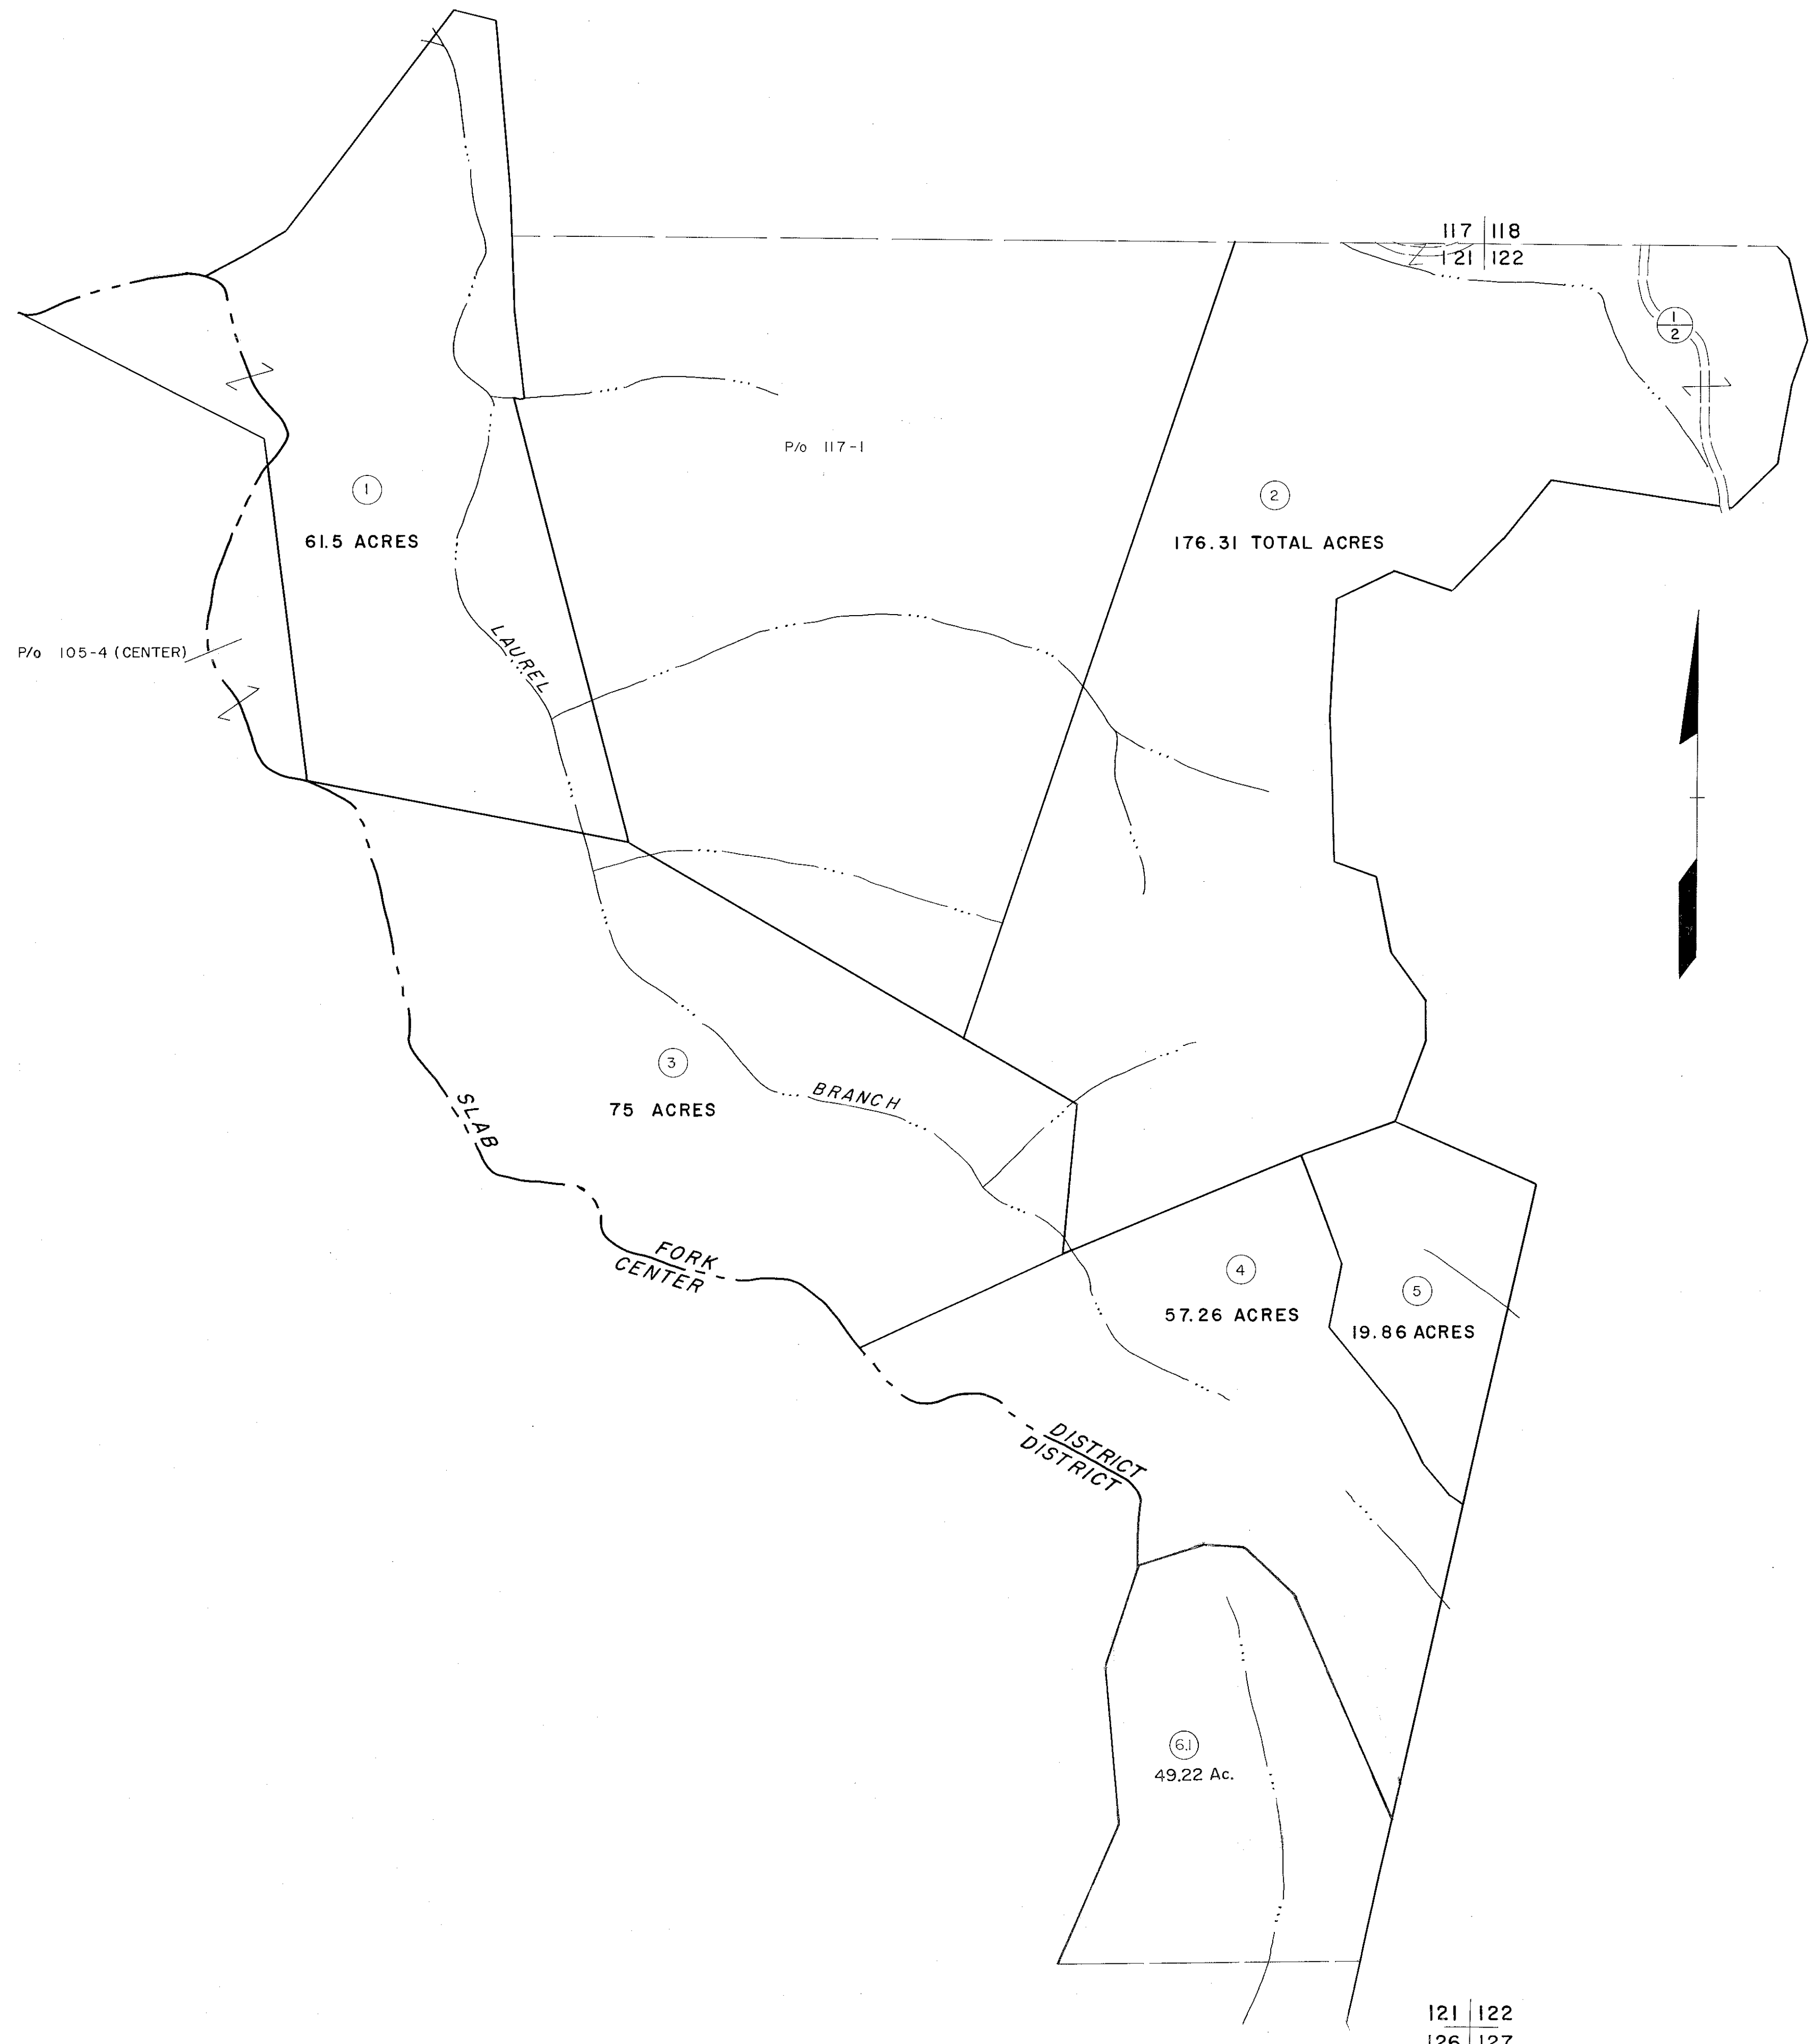 117 118
121 122
1
2
P/o 117-1
1
61.5 ACRES
2
176.31 TOTAL ACRES
P/o 105-4 (CENTER)
LAUREL
3
75 ACRES
BRANCH
SLAB
FORK
CENTER
4
57.26 ACRES
5
19.86 ACRES
DISTRICT
DISTRICT
6.1
49.22 Ac.
121 122
126 127